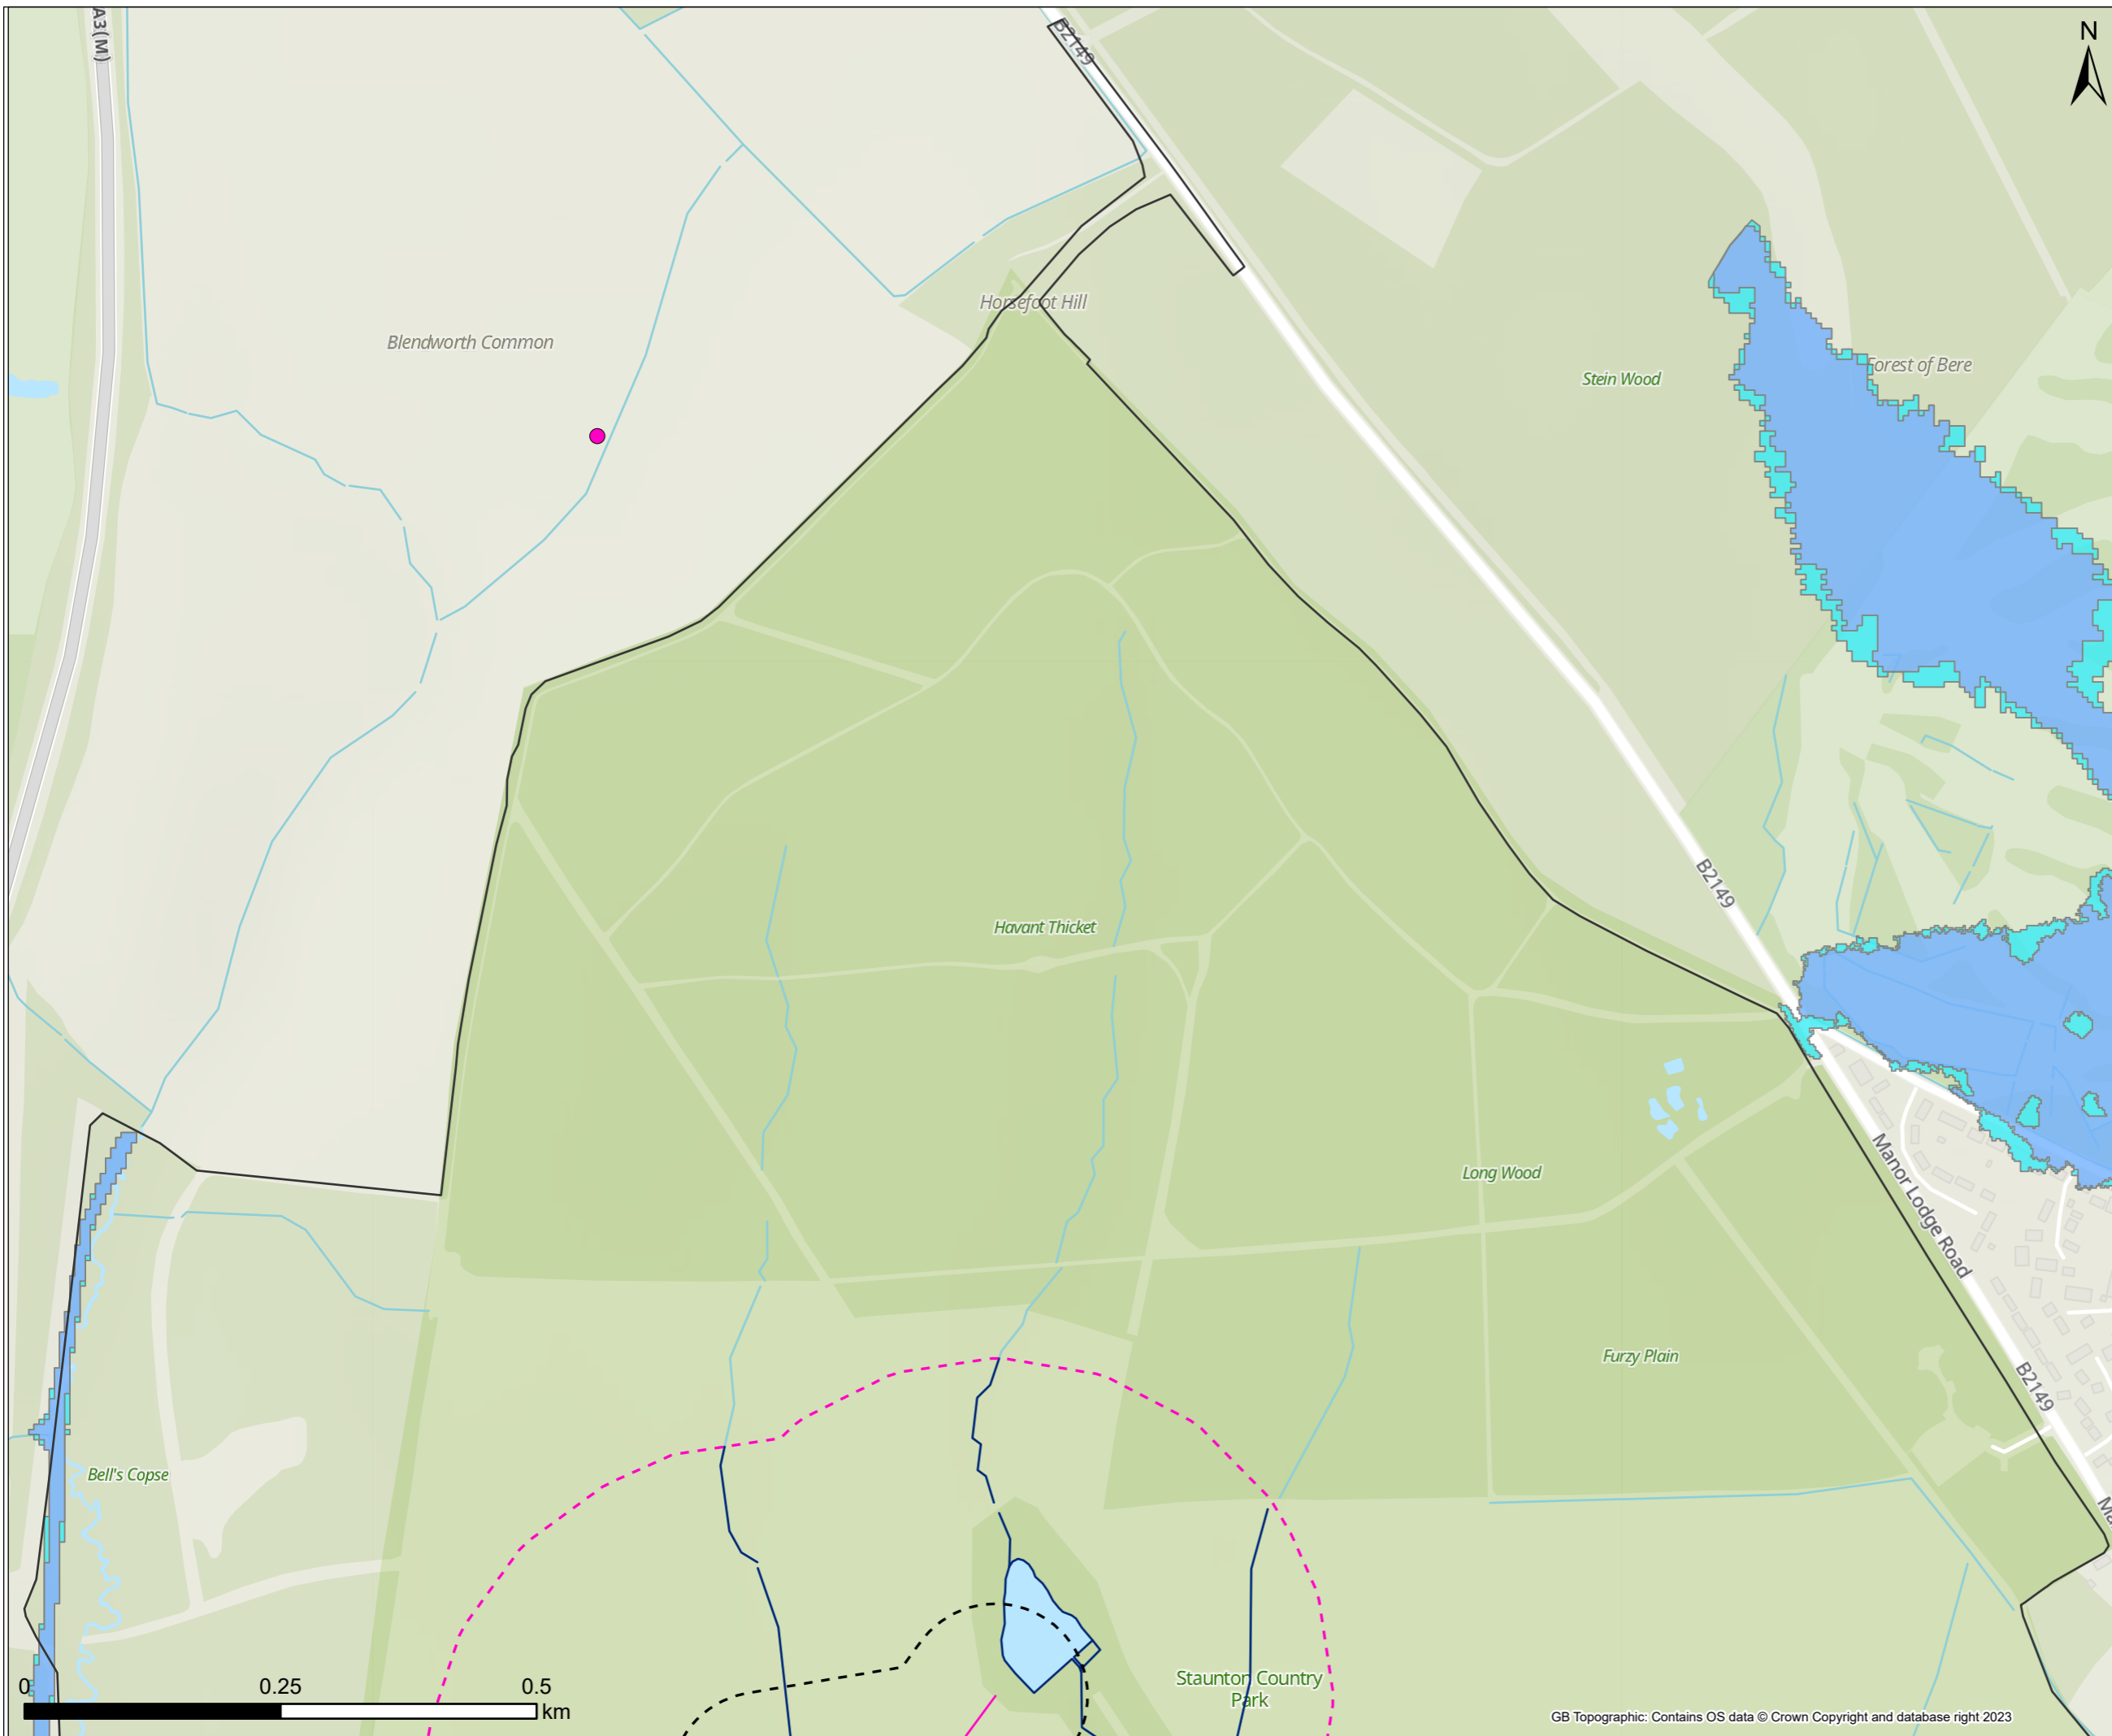 A3(M)
B2149
N
Horsefoot Hill
Blendworth Common
Forest of Bere
Stein Wood
B2149
Havant Thicket
Long Wood
Manor Lodge Road
Furzy Plain
B2149
Bell's Copse
Staunton Country
Park
0 0.25 0.5
km
GB Topographic: Contains OS data © Crown Copyright and database right 2023